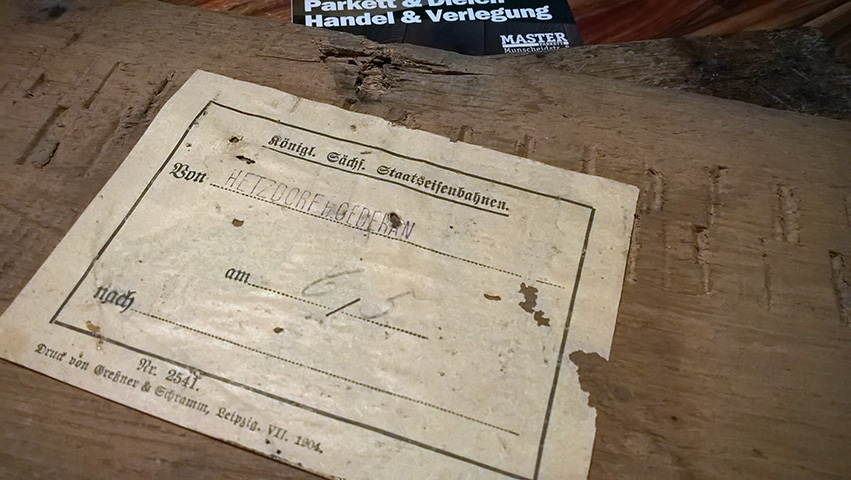 Parkett & Dielen
Handel & Verlegung
MASTER
PARKETT
Königl. Sächs. Staatseisenbahnen.
Von HETZDORF b OEDERAN
am 6/5
nach
Nr. 2541.
Druck von Greßner & Schramm, Leipzig. VII. 1904.